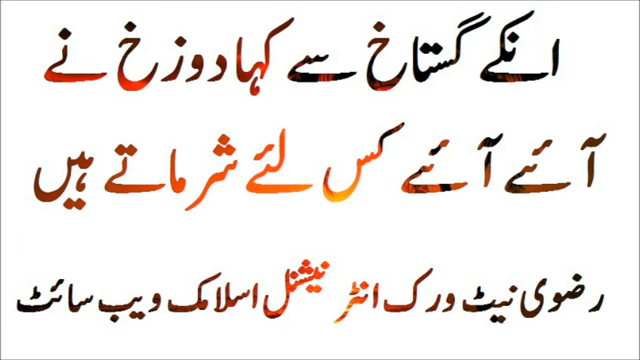 انکے گستاخ سے کہا دوزخ نے
آئیے آئیے کس لئے شرماتے ہیں
رضوی نیٹ ورک انٹرنیشنل اسلامک ویب سائٹ